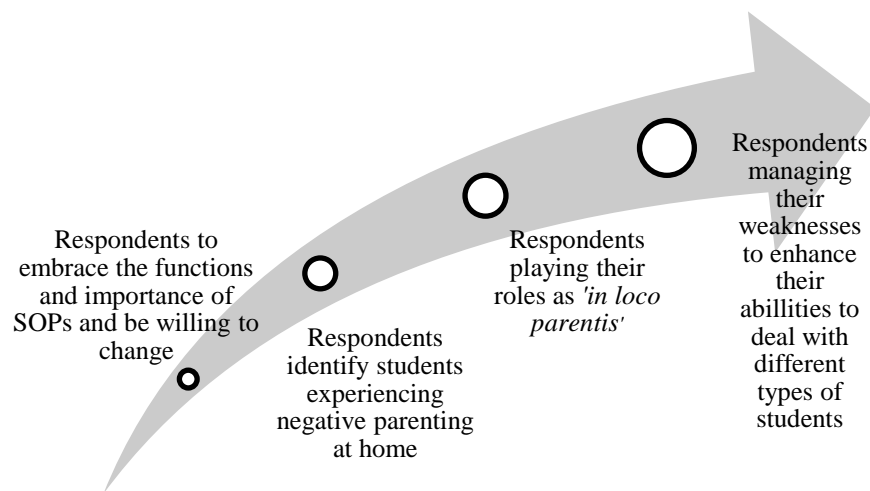 Respondents to
embrace the functions
and importance of
SOPs and be willing to
change
Respondents
identify students
experiencing
negative parenting
at home
Respondents
playing their
roles as 'in loco
parentis'
Respondents
managing
their
weaknesses
to enhance
their
abillities to
deal with
different
types of
students